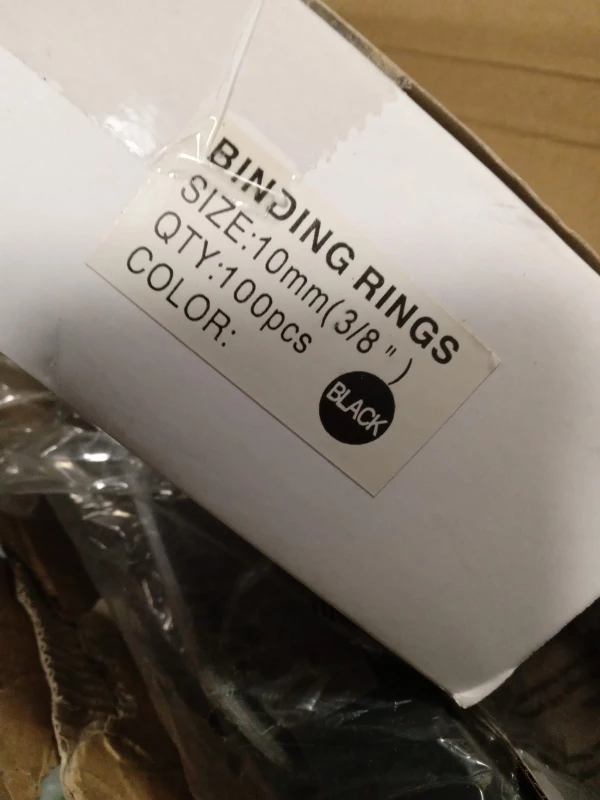 BINDING RINGS
SIZE:10mm(3/8")
QTY:100pcs
COLOR:
BLACK